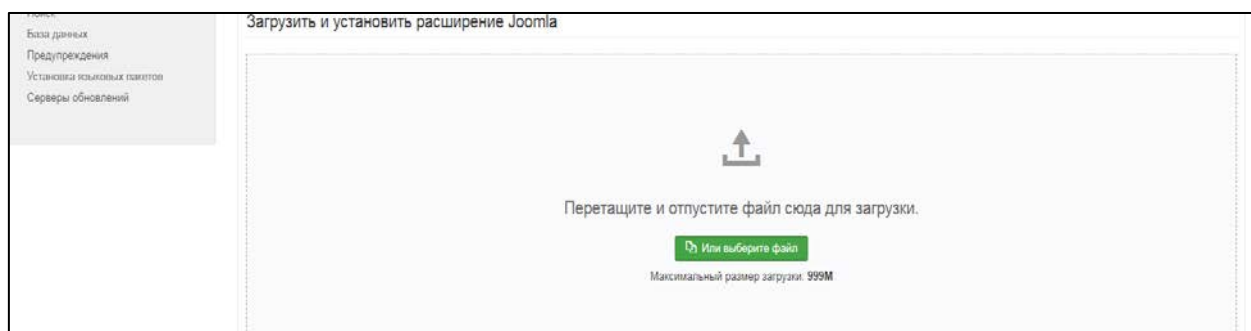 Поиск
База данных
Предупреждения
Установка языковых пакетов
Серверы обновлений
Загрузить и установить расширение Joomla
Перетащите и отпустите файл сюда для загрузки.
Или выберите файл
Максимальный размер загрузки: 999M